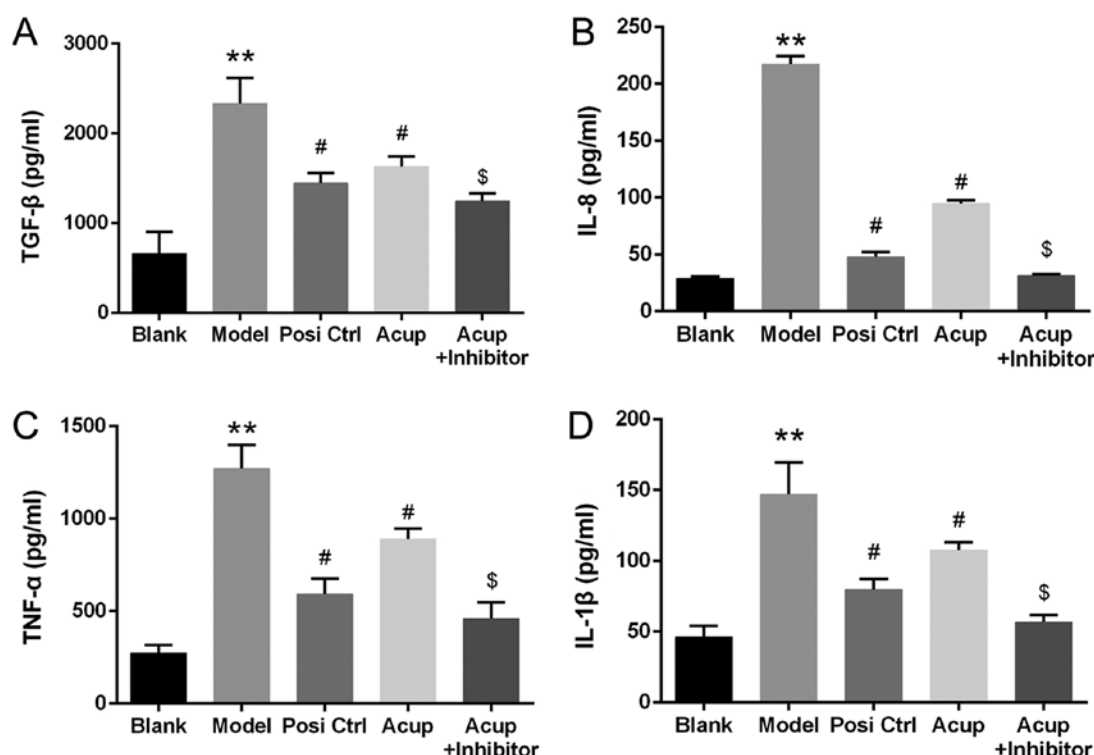 A
TGF-β (pg/ml)
3000
2000
1000
0
**
#
#
$
Blank Model Posi Ctrl Acup Acup
+Inhibitor
B
IL-8 (pg/ml)
250
200
150
100
50
0
**
#
#
$
Blank Model Posi Ctrl Acup Acup
+Inhibitor
C
TNF-α (pg/ml)
1500
1000
500
0
**
#
#
$
Blank Model Posi Ctrl Acup Acup
+Inhibitor
D
IL-1β (pg/ml)
200
150
100
50
0
**
#
#
$
Blank Model Posi Ctrl Acup Acup
+Inhibitor